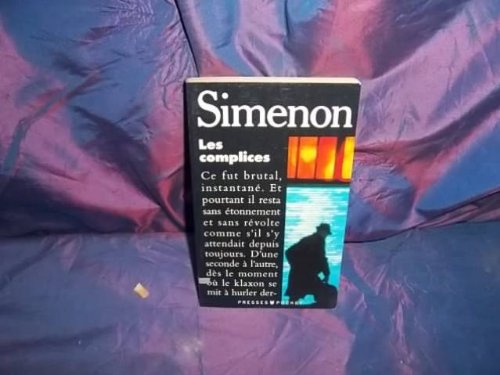 Simenon
Les
complices
Ce fut brutal,
instantané. Et
pourtant il resta
sans étonnement
et sans révolte
comme s'il s'y
attendait depuis
toujours. D'une
seconde à l'autre,
dès le moment
où le klaxon se
mit à hurler der-
PRESSES POCKET